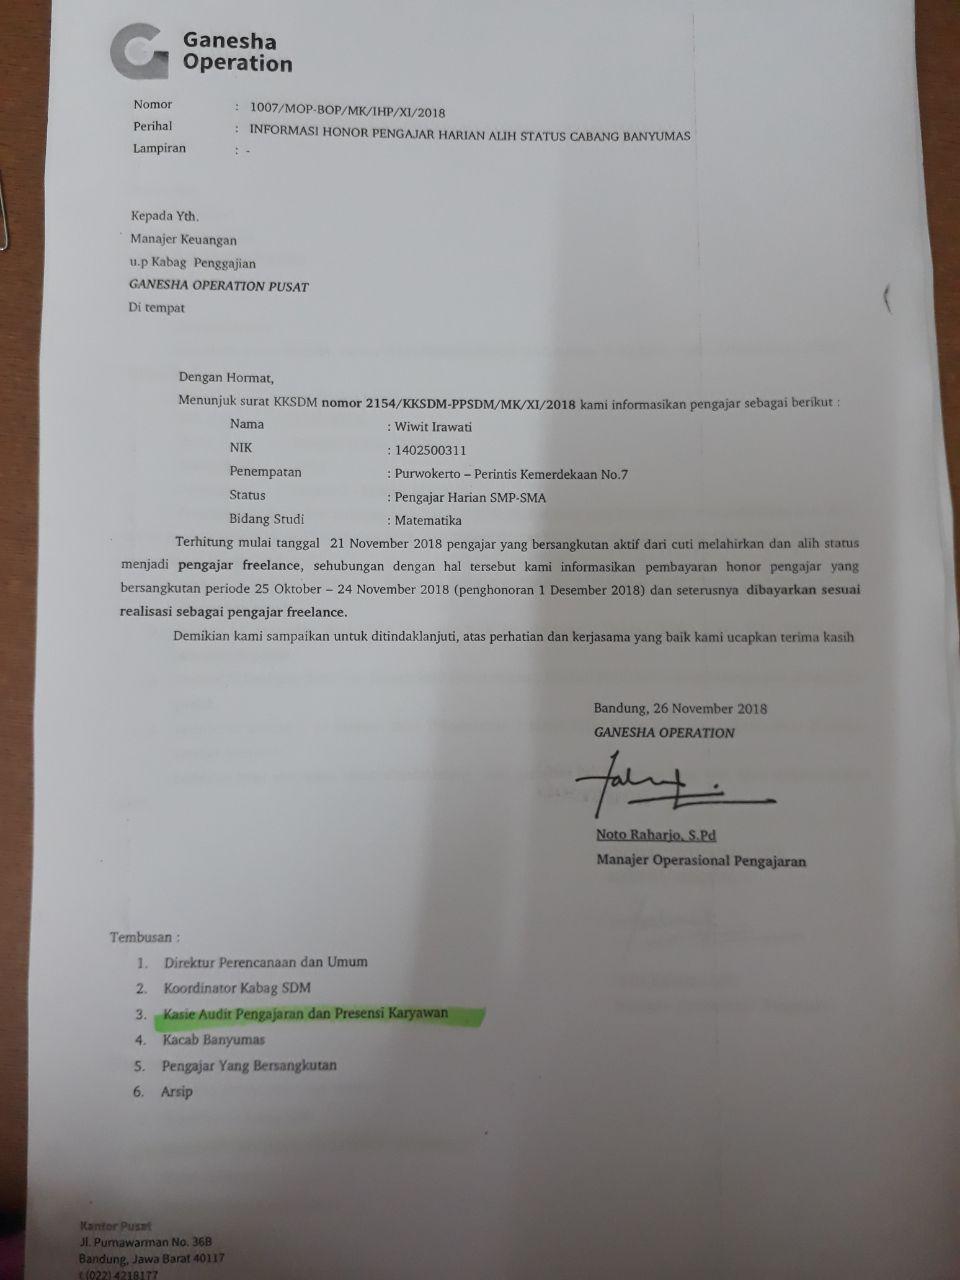 Ganesha
Operation
Nomor : 1007/MOP-BOP/MK/IHP/XI/2018
Perihal : INFORMASI HONOR PENGAJAR HARIAN ALIH STATUS CABANG BANYUMAS
Lampiran : -
Kepada Yth.
Manajer Keuangan
u.p Kabag Penggajian
GANESHA OPERATION PUSAT
Di tempat
Dengan Hormat,
Menunjuk surat KKSDM nomor 2154/KKSDM-PPSDM/MK/XI/2018 kami informasikan pengajar sebagai berikut :
Nama : Wiwit Irawati
NIK : 1402500311
Penempatan : Purwokerto – Perintis Kemerdekaan No.7
Status : Pengajar Harian SMP-SMA
Bidang Studi : Matematika
Terhitung mulai tanggal 21 November 2018 pengajar yang bersangkutan aktif dari cuti melahirkan dan alih status
menjadi pengajar freelance, sehubungan dengan hal tersebut kami informasikan pembayaran honor pengajar yang
bersangkutan periode 25 Oktober – 24 November 2018 (penghonoran 1 Desember 2018) dan seterusnya dibayarkan sesuai
realisasi sebagai pengajar freelance.
Demikian kami sampaikan untuk ditindaklanjuti, atas perhatian dan kerjasama yang baik kami ucapkan terima kasih
Bandung, 26 November 2018
GANESHA OPERATION
Noto Raharjo, S.Pd
Manajer Operasional Pengajaran
Tembusan :
1. Direktur Perencanaan dan Umum
2. Koordinator Kabag SDM
3. Kasie Audit Pengajaran dan Presensi Karyawan
4. Kacab Banyumas
5. Pengajar Yang Bersangkutan
6. Arsip
Kantor Pusat
Jl. Purnawarman No. 36B
Bandung, Jawa Barat 40117
t (022) 4218177